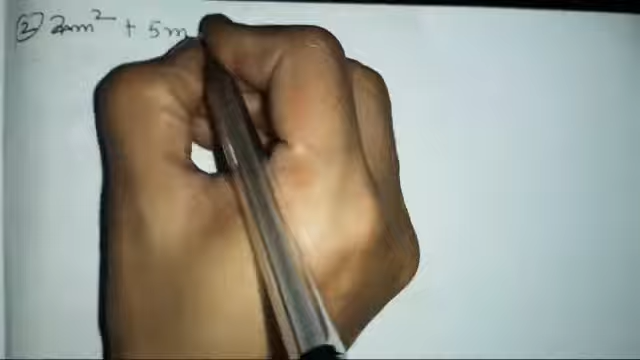 ② 2m² + 5m